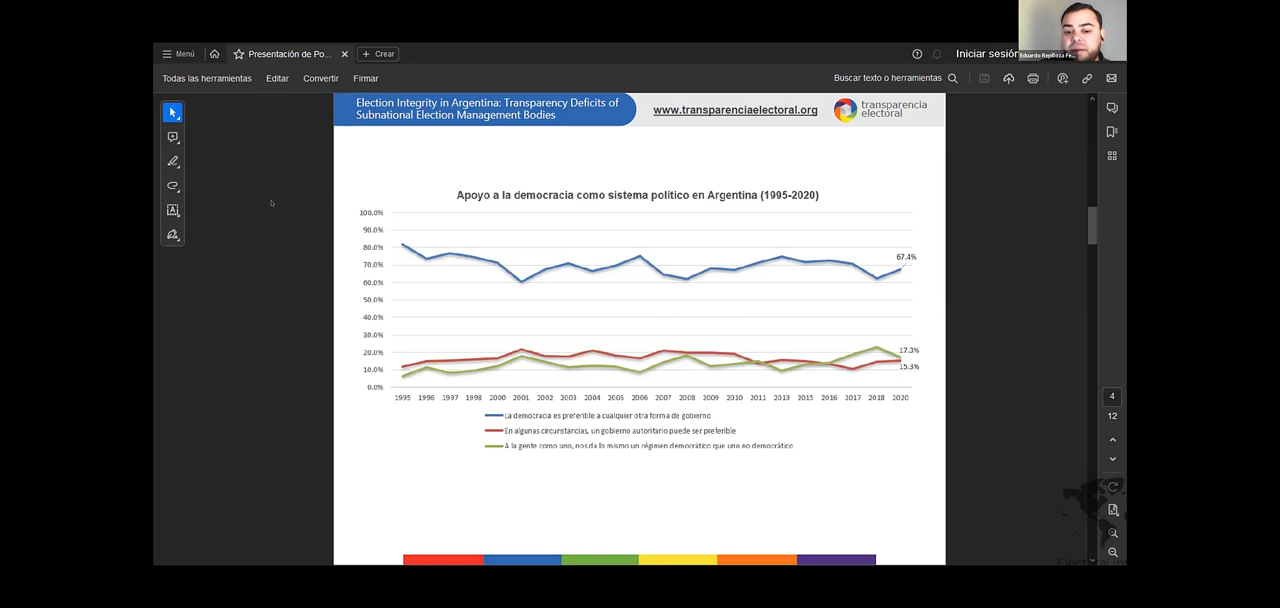 Eduardo Repilloza Fe...
Menú
Presentación de Po...
Crear
Iniciar sesión
Todas las herramientas
Editar
Convertir
Firmar
Buscar texto o herramientas
Election Integrity in Argentina: Transparency Deficits of
Subnational Election Management Bodies
www.transparenciaelectoral.org
transparencia
electoral
Apoyo a la democracia como sistema político en Argentina (1995-2020)
100.0%
90.0%
80.0%
70.0%
60.0%
50.0%
40.0%
30.0%
20.0%
10.0%
0.0%
67.4%
17.3%
15.3%
1995 1996 1997 1998 2000 2001 2002 2003 2004 2005 2006 2007 2008 2009 2010 2011 2013 2015 2016 2017 2018 2020
La democracia es preferible a cualquier otra forma de gobierno
En algunas circunstancias, un gobierno autoritario puede ser preferible
A la gente como uno, nos da lo mismo un régimen democrático que uno no democrático
4
12